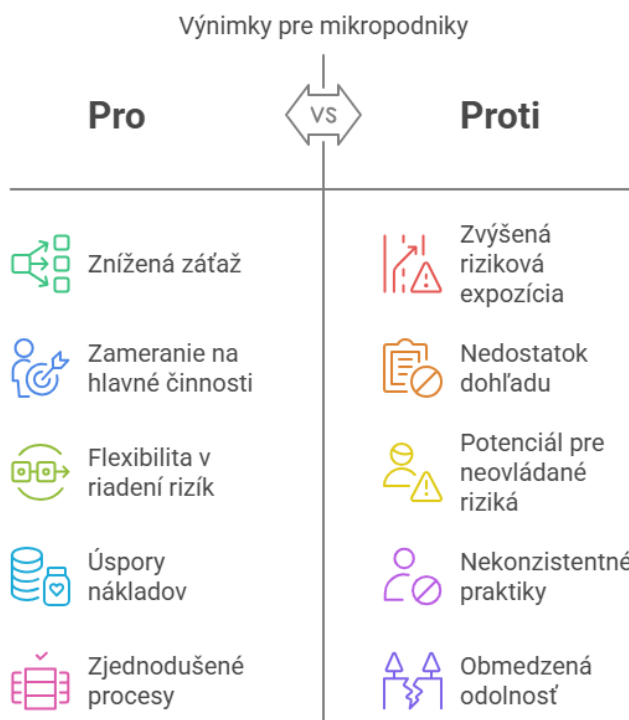 Výnimky pre mikropodniky
Pro
VS
Proti
Znížená záťaž
Zameranie na
hlavné činnosti
Flexibilita v
riadení rizík
Úspory
nákladov
Zjednodušené
procesy
Zvýšená
riziková
expozícia
Nedostatok
dohľadu
Potenciál pre
neovládané
riziká
Nekonzistentné
praktiky
Obmedzená
odolnosť